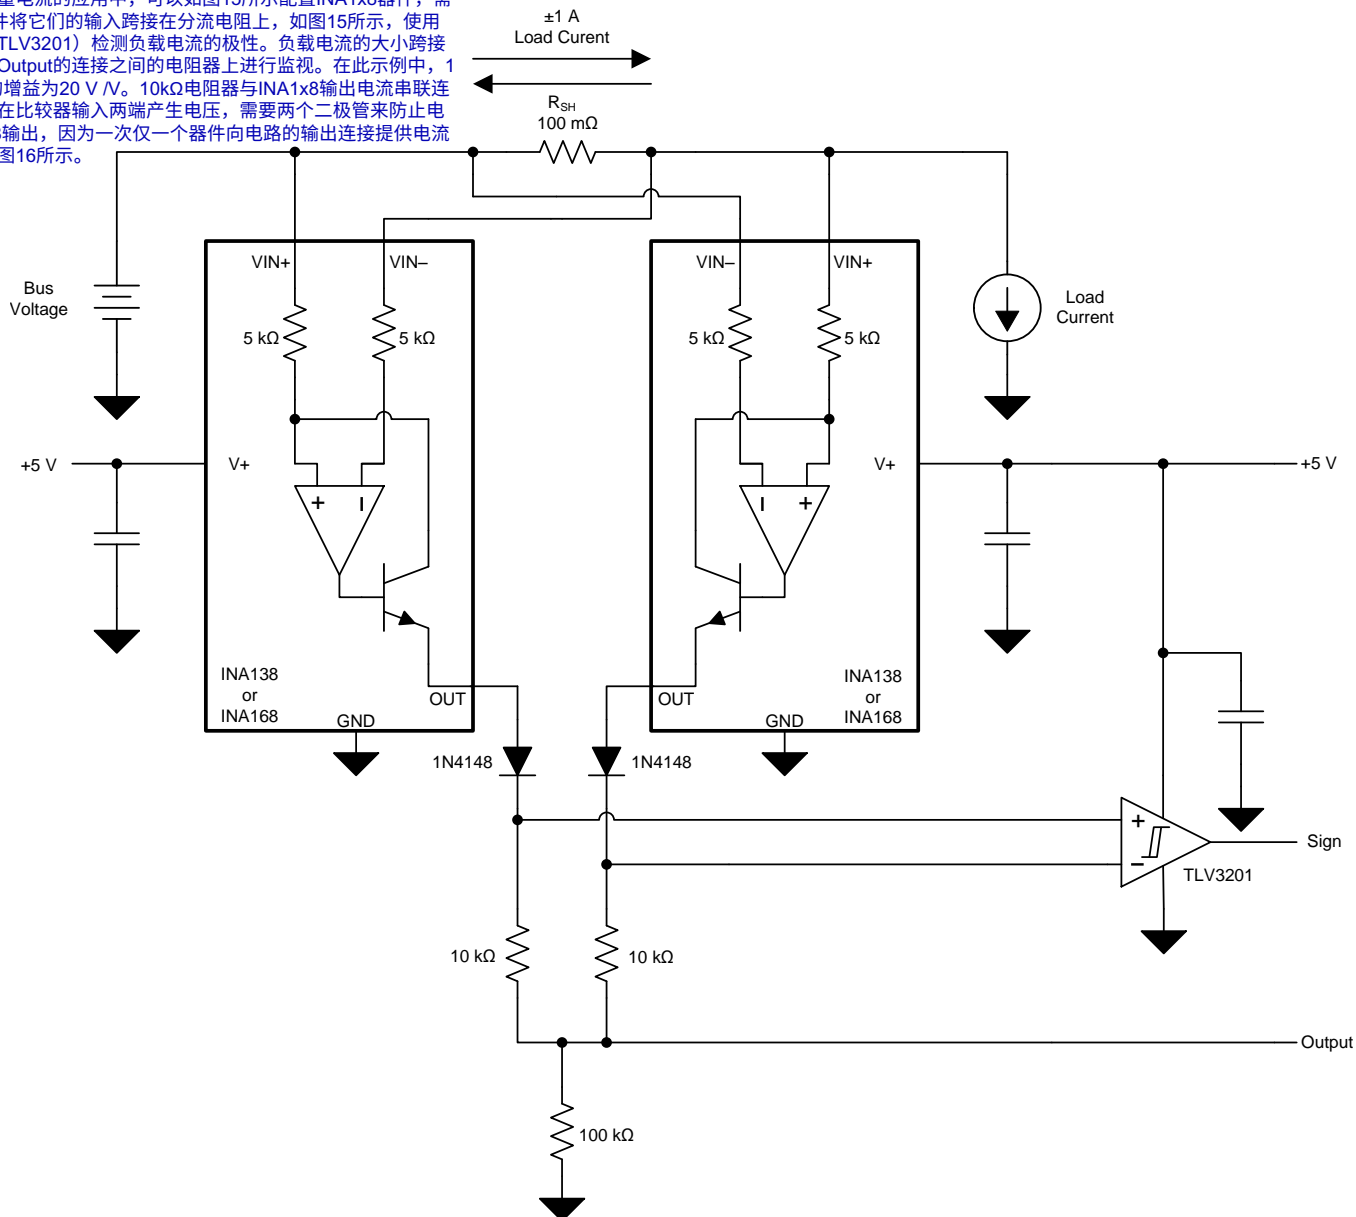 量电流的应用中，可以如图15所示配置INA1x8器件，需
件将它们的输入跨接在分流电阻上，如图15所示，使用
TLV3201）检测负载电流的极性。负载电流的大小跨接
Output的连接之间的电阻器上进行监视。在此示例中，1
的增益为20 V /V。10kΩ电阻器与INA1x8输出电流串联连
在比较器输入两端产生电压，需要两个二极管来防止电
输出，因为一次仅一个器件向电路的输出连接提供电流
图16所示。
±1 A
Load Curent
RSH
100 mΩ
VIN+
VIN–
VIN–
VIN+
Bus
Voltage
5 kΩ
5 kΩ
5 kΩ
5 kΩ
Load
Current
+5 V
V+
V+
+5 V
+
–
–
+
INA138
or
INA168
OUT
GND
OUT
GND
INA138
or
INA168
1N4148
1N4148
+
–
Sign
TLV3201
10 kΩ
10 kΩ
Output
100 kΩ